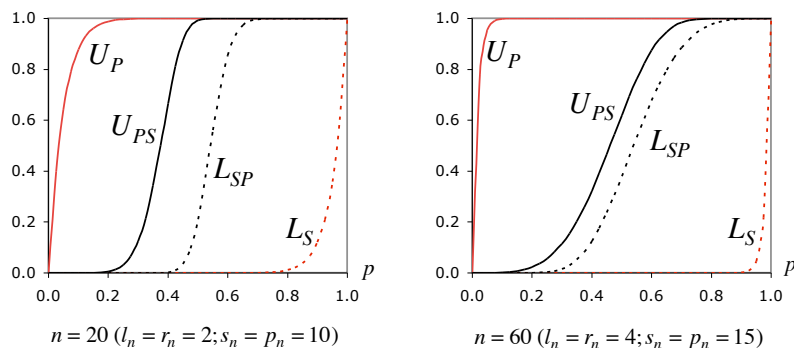 1.0
0.8
0.6
0.4
0.2
0.0
U_P
U_PS
L_SP
L_S
0.0 0.2 0.4 0.6 0.8 1.0
p
n = 20 (l_n = r_n = 2; s_n = p_n = 10)
1.0
0.8
0.6
0.4
0.2
0.0
U_P
U_PS
L_SP
L_S
0.0 0.2 0.4 0.6 0.8 1.0
p
n = 60 (l_n = r_n = 4; s_n = p_n = 15)